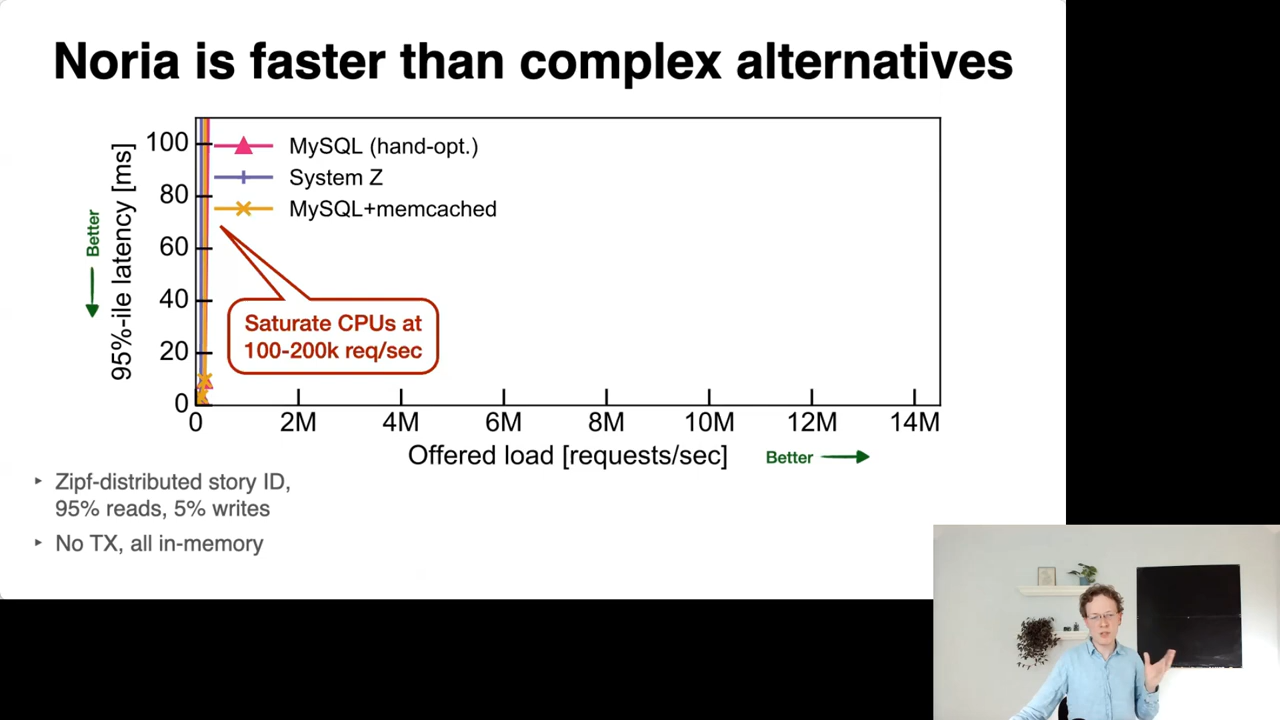 Noria is faster than complex alternatives
100
80
60
40
20
0
95%-ile latency [ms]
Better
MySQL (hand-opt.)
System Z
MySQL+memcached
Saturate CPUs at
100-200k req/sec
0 2M 4M 6M 8M 10M 12M 14M
Offered load [requests/sec]
Better
‣ Zipf-distributed story ID,
95% reads, 5% writes
‣ No TX, all in-memory